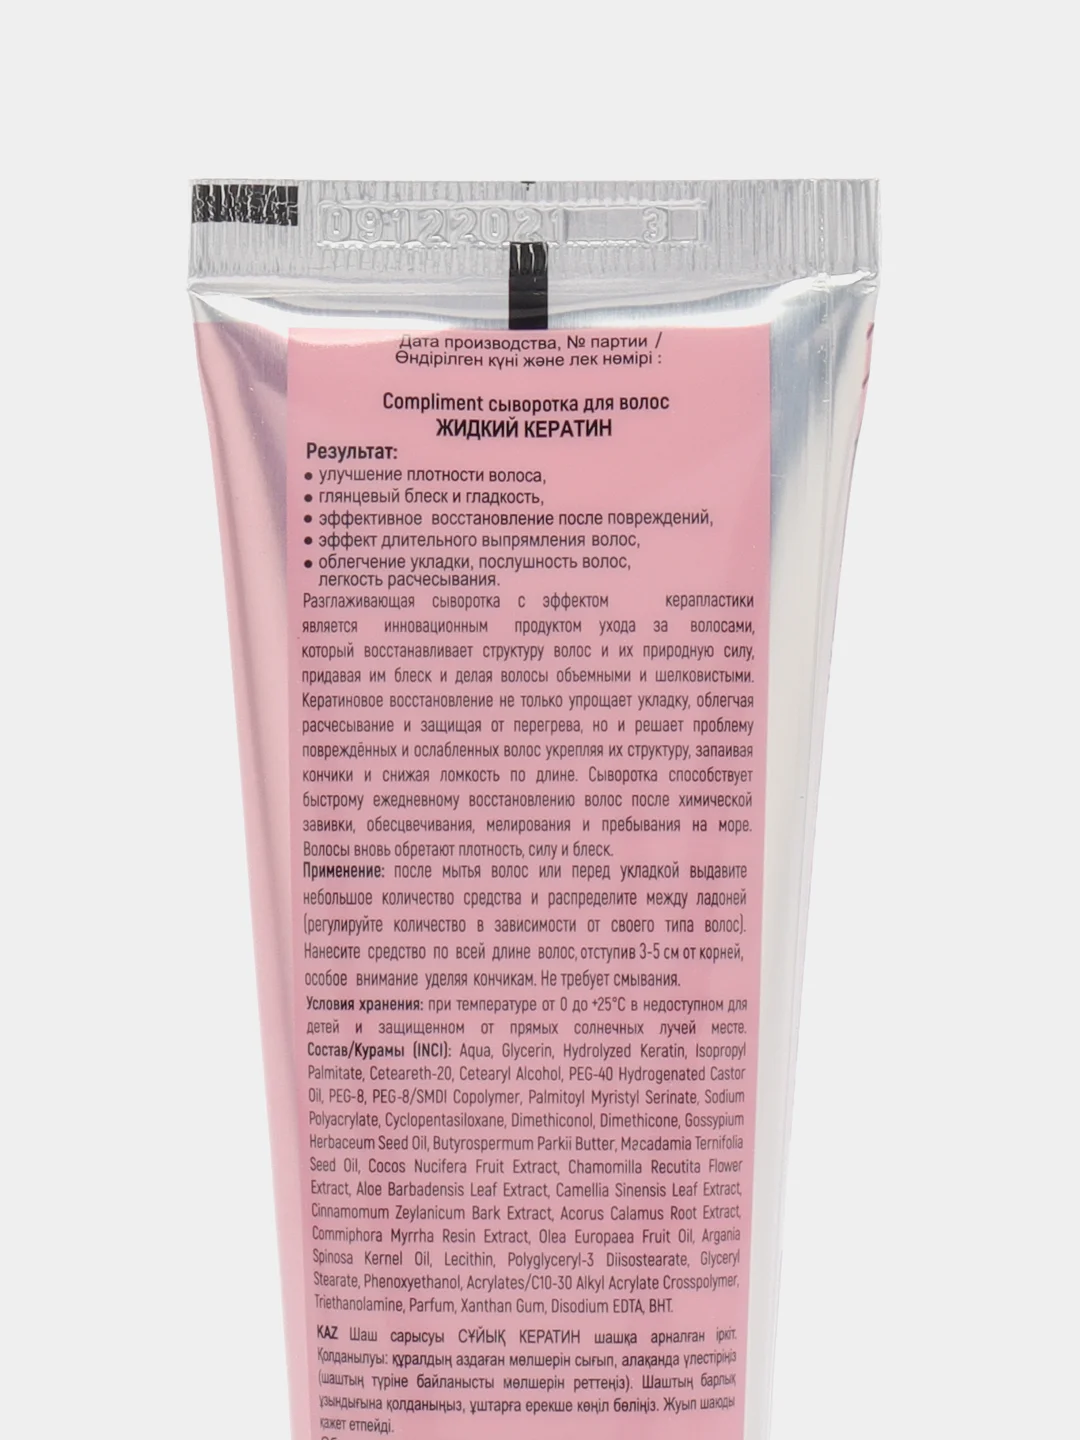 09122021 3
Дата производства, № партии /
Өндірілген күні және лек нөмірі :
Compliment сыворотка для волос
ЖИДКИЙ КЕРАТИН
Результат:
• улучшение плотности волоса,
• глянцевый блеск и гладкость,
• эффективное восстановление после повреждений,
• эффект длительного выпрямления волос,
• облегчение укладки, послушность волос,
легкость расчесывания.
Разглаживающая сыворотка с эффектом керапластики
является инновационным продуктом ухода за волосами,
который восстанавливает структуру волос и их природную силу,
придавая им блеск и делая волосы объемными и шелковистыми.
Кератиновое восстановление не только упрощает укладку, облегчая
расчесывание и защищая от перегрева, но и решает проблему
повреждённых и ослабленных волос укрепляя их структуру, запаивая
кончики и снижая ломкость по длине. Сыворотка способствует
быстрому ежедневному восстановлению волос после химической
завивки, обесцвечивания, мелирования и пребывания на море.
Волосы вновь обретают плотность, силу и блеск.
Применение: после мытья волос или перед укладкой выдавите
небольшое количество средства и распределите между ладоней
(регулируйте количество в зависимости от своего типа волос).
Нанесите средство по всей длине волос, отступив 3-5 см от корней,
особое внимание уделяя кончикам. Не требует смывания.
Условия хранения: при температуре от 0 до +25°C в недоступном для
детей и защищенном от прямых солнечных лучей месте.
Состав/Курамы (INCI): Aqua, Glycerin, Hydrolyzed Keratin, Isopropyl
Palmitate, Ceteareth-20, Cetearyl Alcohol, PEG-40 Hydrogenated Castor
Oil, PEG-8, PEG-8/SMDI Copolymer, Palmitoyl Myristyl Serinate, Sodium
Polyacrylate, Cyclopentasiloxane, Dimethiconol, Dimethicone, Gossypium
Herbaceum Seed Oil, Butyrospermum Parkii Butter, Macadamia Ternifolia
Seed Oil, Cocos Nucifera Fruit Extract, Chamomilla Recutita Flower
Extract, Aloe Barbadensis Leaf Extract, Camellia Sinensis Leaf Extract,
Cinnamomum Zeylanicum Bark Extract, Acorus Calamus Root Extract,
Commiphora Myrrha Resin Extract, Olea Europaea Fruit Oil, Argania
Spinosa Kernel Oil, Lecithin, Polyglyceryl-3 Diisostearate, Glyceryl
Stearate, Phenoxyethanol, Acrylates/C10-30 Alkyl Acrylate Crosspolymer,
Triethanolamine, Parfum, Xanthan Gum, Disodium EDTA, BHT.
KAZ Шаш сарысуы СҰЙЫҚ КЕРАТИН шашқа арналған іркіт.
Қолданылуы: құралдың аздаған мөлшерін сығып, алақанда үлестіріңіз
(шаштың түріне байланысты мөлшерін реттеңіз). Шаштың барлық
ұзындығына қолданыңыз, ұштарға ерекше көңіл бөліңіз. Жуып шаюды
қажет етпейді.